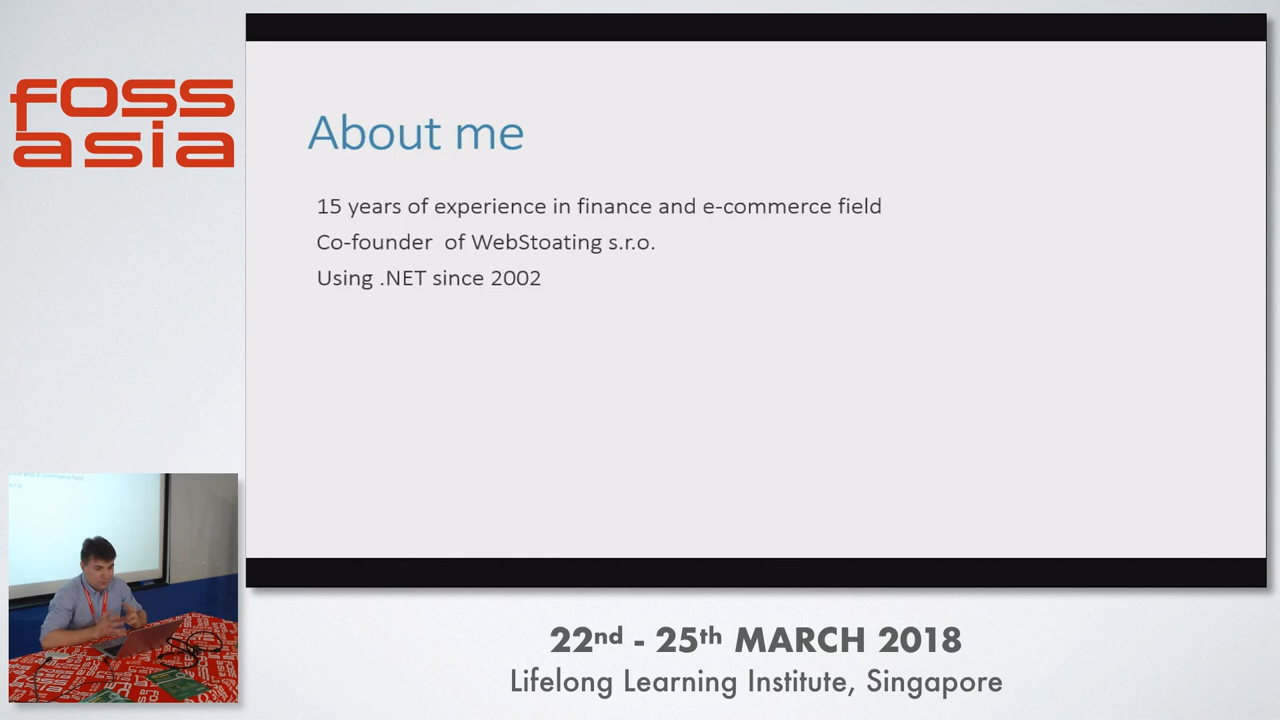 foss
asia
About me
15 years of experience in finance and e-commerce field
Co-founder  of WebStoating s.r.o.
Using .NET since 2002
22nd - 25th MARCH 2018
Lifelong Learning Institute, Singapore